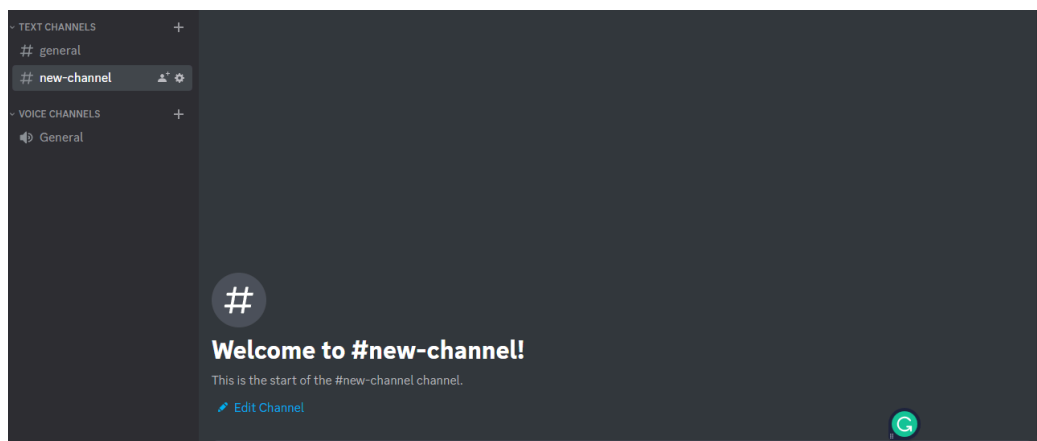 TEXT CHANNELS
# general
# new-channel
VOICE CHANNELS
General
#
Welcome to #new-channel!
This is the start of the #new-channel channel.
Edit Channel